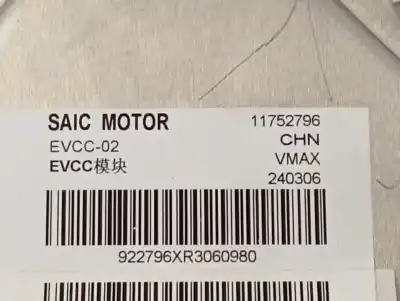 SAIC MOTOR 11752796
EVCC-02 CHN
EVCC模块 VMAX
240306
922796XR3060980